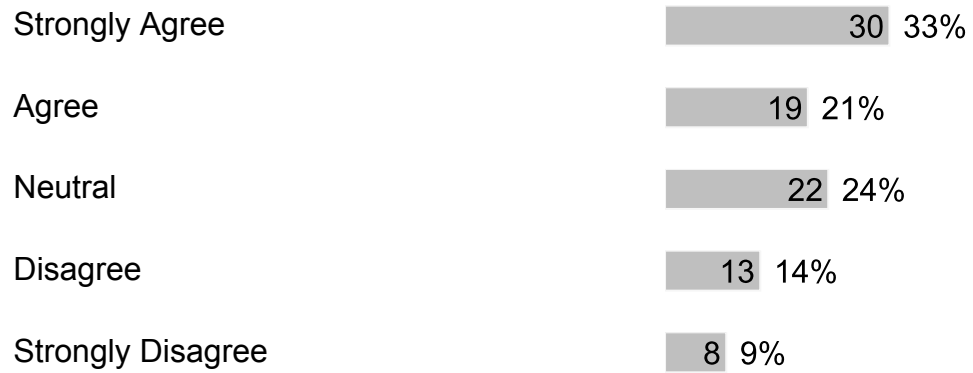 Strongly Agree 30 33%
Agree 19 21%
Neutral 22 24%
Disagree 13 14%
Strongly Disagree 8 9%